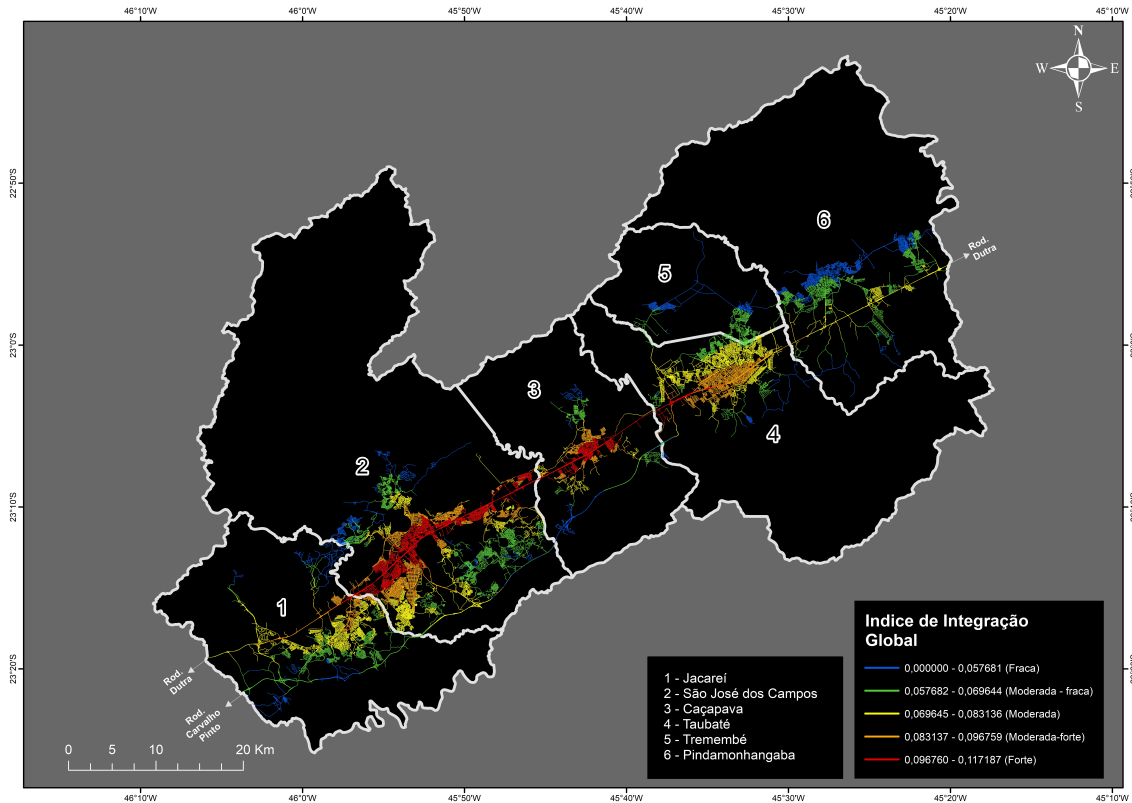 46°10'W 46°0'W 45°50'W 45°40'W 45°30'W 45°20'W 45°10'W
N
W E
S
22°50'S
6
Rod.
Dutra
5
23°0'S
3
4
2
23°10'S
1
Indice de Integração
Global
0,000000 - 0,057681 (Fraca)
0,057682 - 0,069644 (Moderada - fraca)
0,069645 - 0,083136 (Moderada)
0,083137 - 0,096759 (Moderada-forte)
0,096760 - 0,117187 (Forte)
1 - Jacareí
2 - São José dos Campos
3 - Caçapava
4 - Taubaté
5 - Tremembé
6 - Pindamonhangaba
23°20'S
Rod.
Dutra
Rod.
Carvalho
Pinto
0 5 10 20 Km
46°10'W 46°0'W 45°50'W 45°40'W 45°30'W 45°20'W 45°10'W